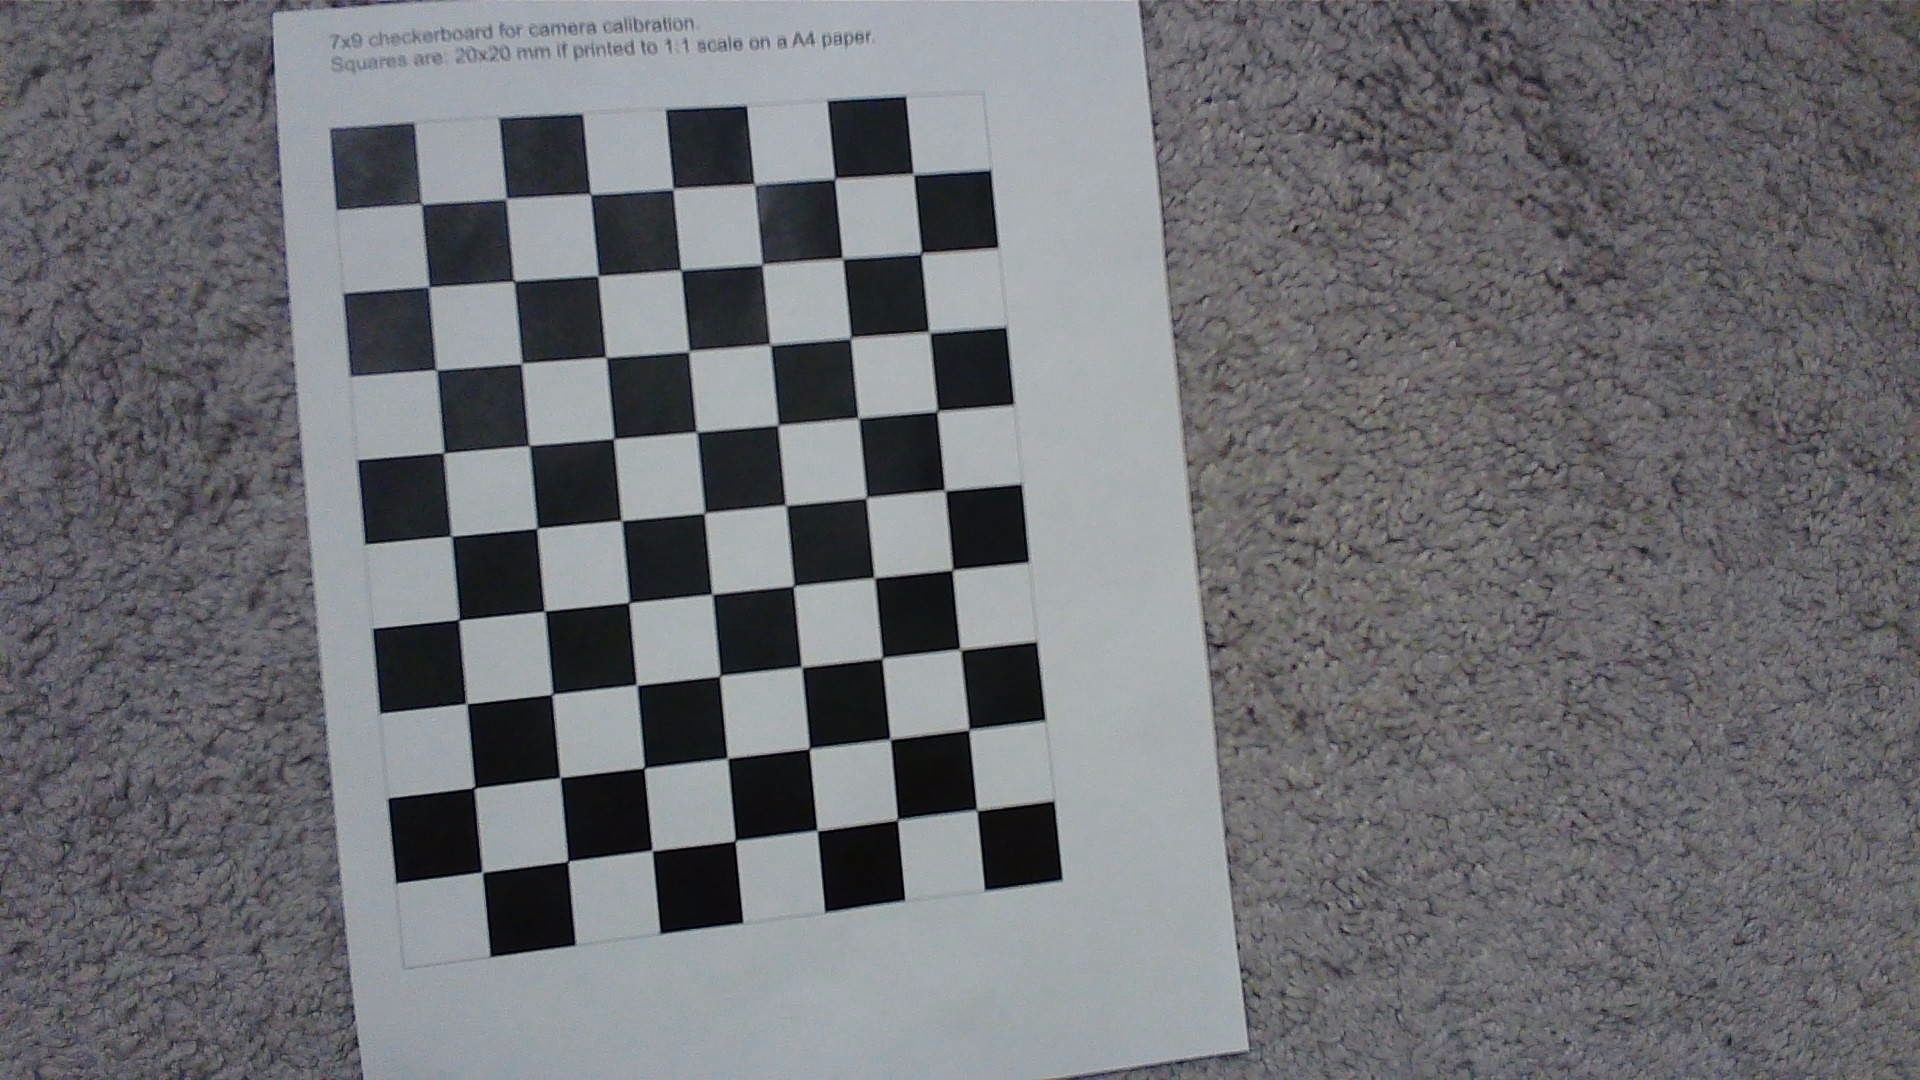 7x9 checkerboard for camera calibration.
Squares are: 20x20 mm if printed to 1:1 scale on a A4 paper.